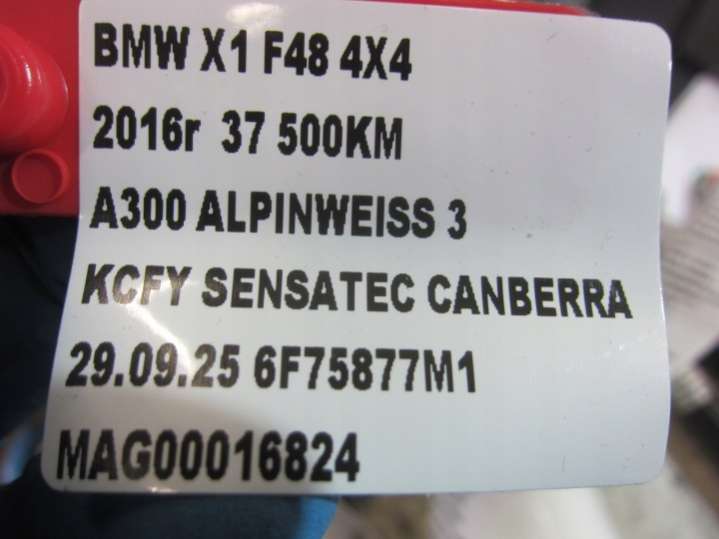 BMW X1 F48 4X4
2016r 37 500KM
A300 ALPINWEISS 3
KCFY SENSATEC CANBERRA
29.09.25 6F75877M1
MAG00016824